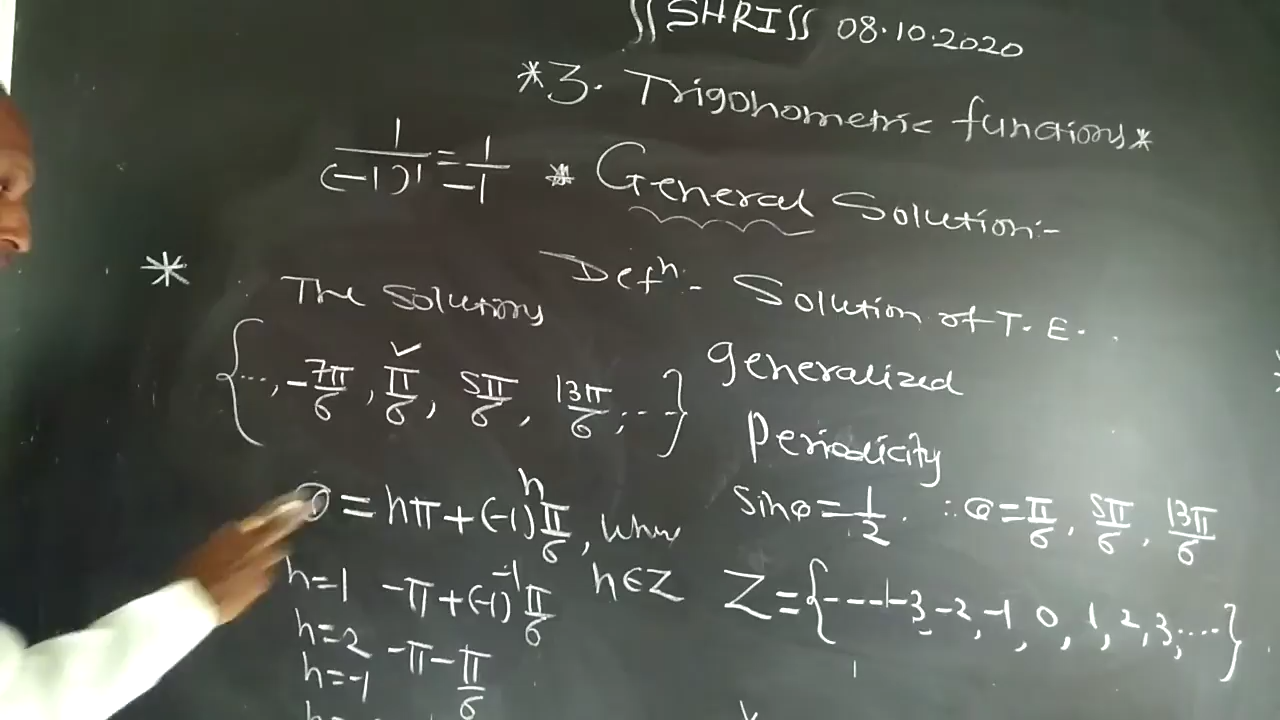 ∫∫SHRI∫∫ 08.10.2020
*3. Trigonometric functions*
1/(-1)¹ = 1/-1 * General Solution:-
* The Solutions
{..., -7π/6, π/6, 5π/6, 13π/6, ...}
θ = nπ + (-1)ⁿ π/6, where
n∈Z
n=1 -π + (-1)⁻¹ π/6
n=2 -π - π/6
n=-1
Defⁿ:- Solution of T.E..
generalized
Periodicity
sinθ = 1/2. ∴ θ = π/6, 5π/6, 13π/6
Z = {----3, -2, -1, 0, 1, 2, 3, ....}.